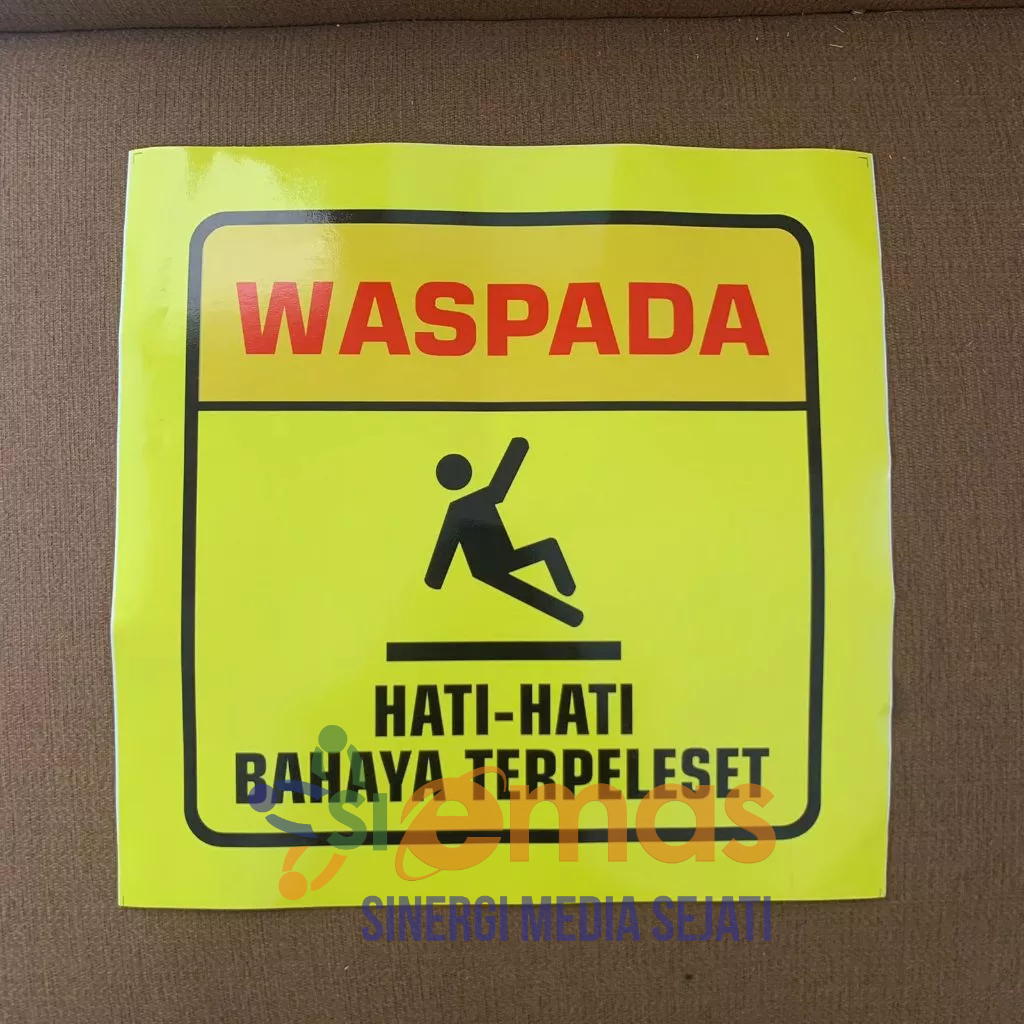 WASPADA
HATI-HATI
BAHAYA TERPELESET
siemas
SINERGI MEDIA SEJATI